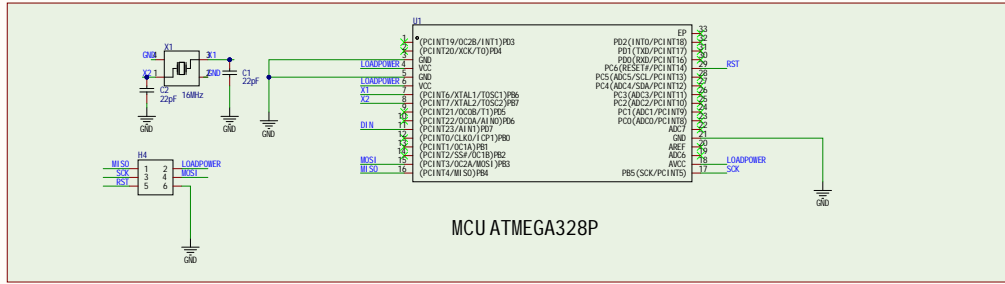 U1
1 (PCINT19/OC2B/INT1)PD3
2 (PCINT20/XCK/TO)PD4
3 GND
LOADPOWER 4 VCC
5 GND
LOADPOWER 6 VCC
X1 7 (PCINT6/XTAL1/TOSC1)PB6
X2 8 (PCINT7/XTAL2/TOSC2)PB7
9 (PCINT21/OC0B/T1)PD5
10 (PCINT22/OC0A/AIN0)PD6
DIN 11 (PCINT23/AIN1)PD7
12 (PCINT0/CLKO/ICP1)PB0
13 (PCINT1/OC1A)PB1
14 (PCINT2/SS#/OC1B)PB2
MOSI 15 (PCINT3/OC2A/MOSI)PB3
MISO 16 (PCINT4/MISO)PB4
EP 33
PD2(INT0/PCINT18) 32
PD1(TXD/PCINT17) 31
PD0(RXD/PCINT16) 30
PC6(RESET#/PCINT14) 29 RST
PC5(ADC5/SCL/PCINT13) 28
PC4(ADC4/SDA/PCINT12) 27
PC3(ADC3/PCINT11) 26
PC2(ADC2/PCINT10) 25
PC1(ADC1/PCINT9) 24
PC0(ADC0/PCINT8) 23
ADC7 22
GND 21
AREF 20
ADC6 19
AVCC 18 LOADPOWER
PB5(SCK/PCINT5) 17 SCK
X1
GND 4
3 X1
X2 1
2 GND
16MHz
C1
22pF
C2
22pF
GND
GND
GND
H4
MISO 1 2 LOADPOWER
SCK 3 4 MOSI
RST 5 6
GND
GND
MCU ATMEGA328P